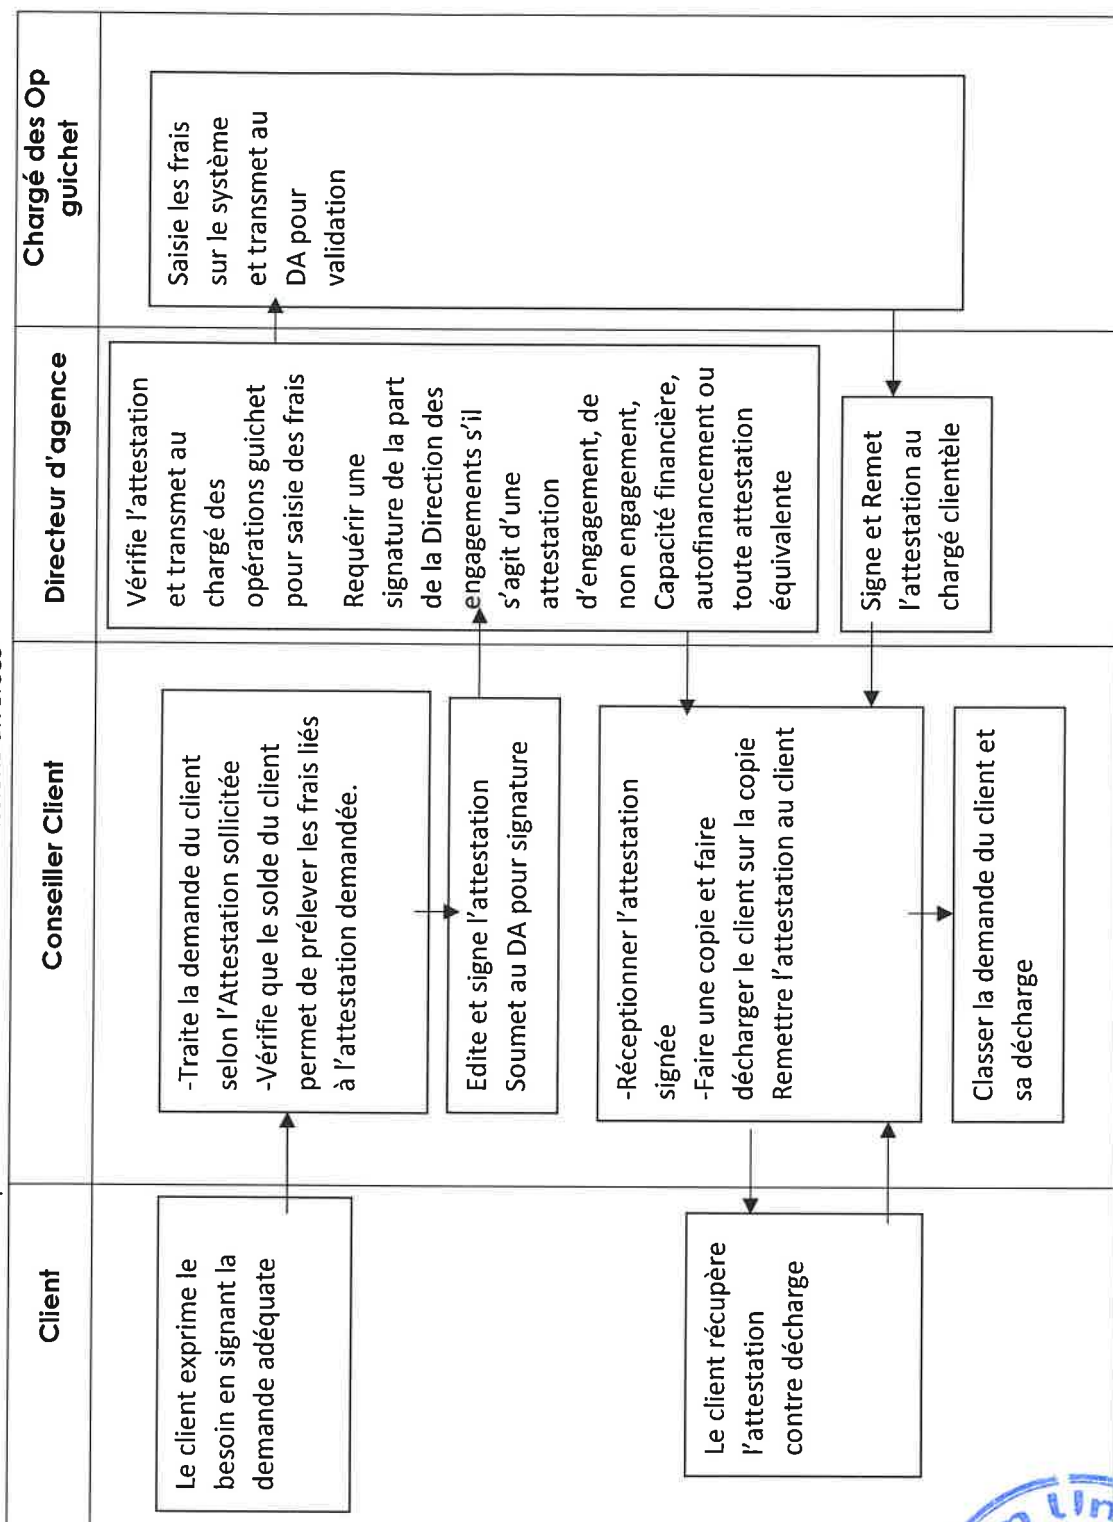 Client
Conseiller Client
Directeur d'agence
Chargé des Op
guichet
Le client exprime le
besoin en signant la
demande adéquate
-Traite la demande du client
selon l'Attestation sollicitée
-Vérifie que le solde du client
permet de prélever les frais liés
à l'attestation demandée.
Edite et signe l'attestation
Soumet au DA pour signature
Vérifie l'attestation
et transmet au
chargé des
opérations guichet
pour saisie des frais
Requérir une
signature de la part
de la Direction des
engagements s'il
s'agit d'une
attestation
d'engagement, de
non engagement,
Capacité financière,
autofinancement ou
toute attestation
équivalente
Saisie les frais
sur le système
et transmet au
DA pour
validation
Signe et Remet
l'attestation au
chargé clientèle
-Réceptionner l'attestation
signée
-Faire une copie et faire
décharger le client sur la copie
Remettre l'attestation au client
Le client récupère
l'attestation
contre décharge
Classer la demande du client et
sa décharge